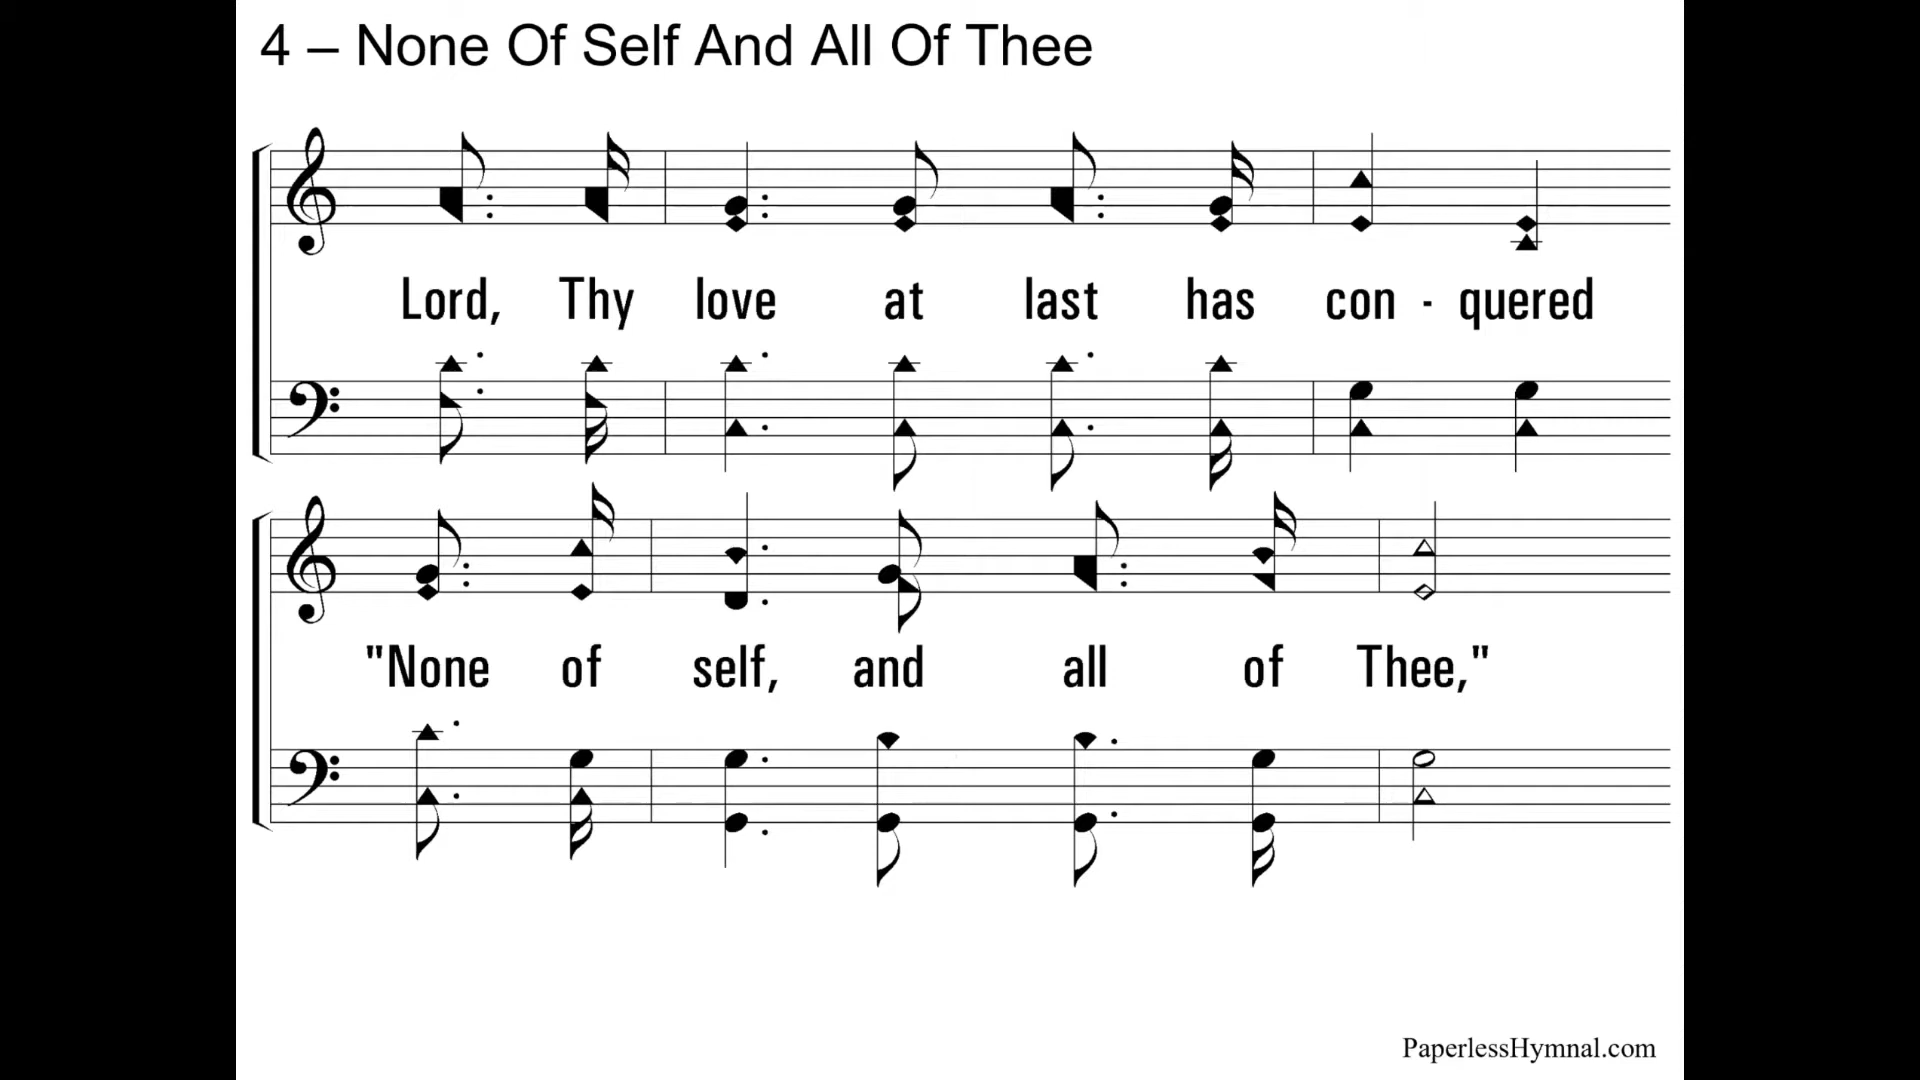 4 – None Of Self And All Of Thee
Lord, Thy love at last has con - quered
"None of self, and all of Thee,"
PaperlessHymnal.com